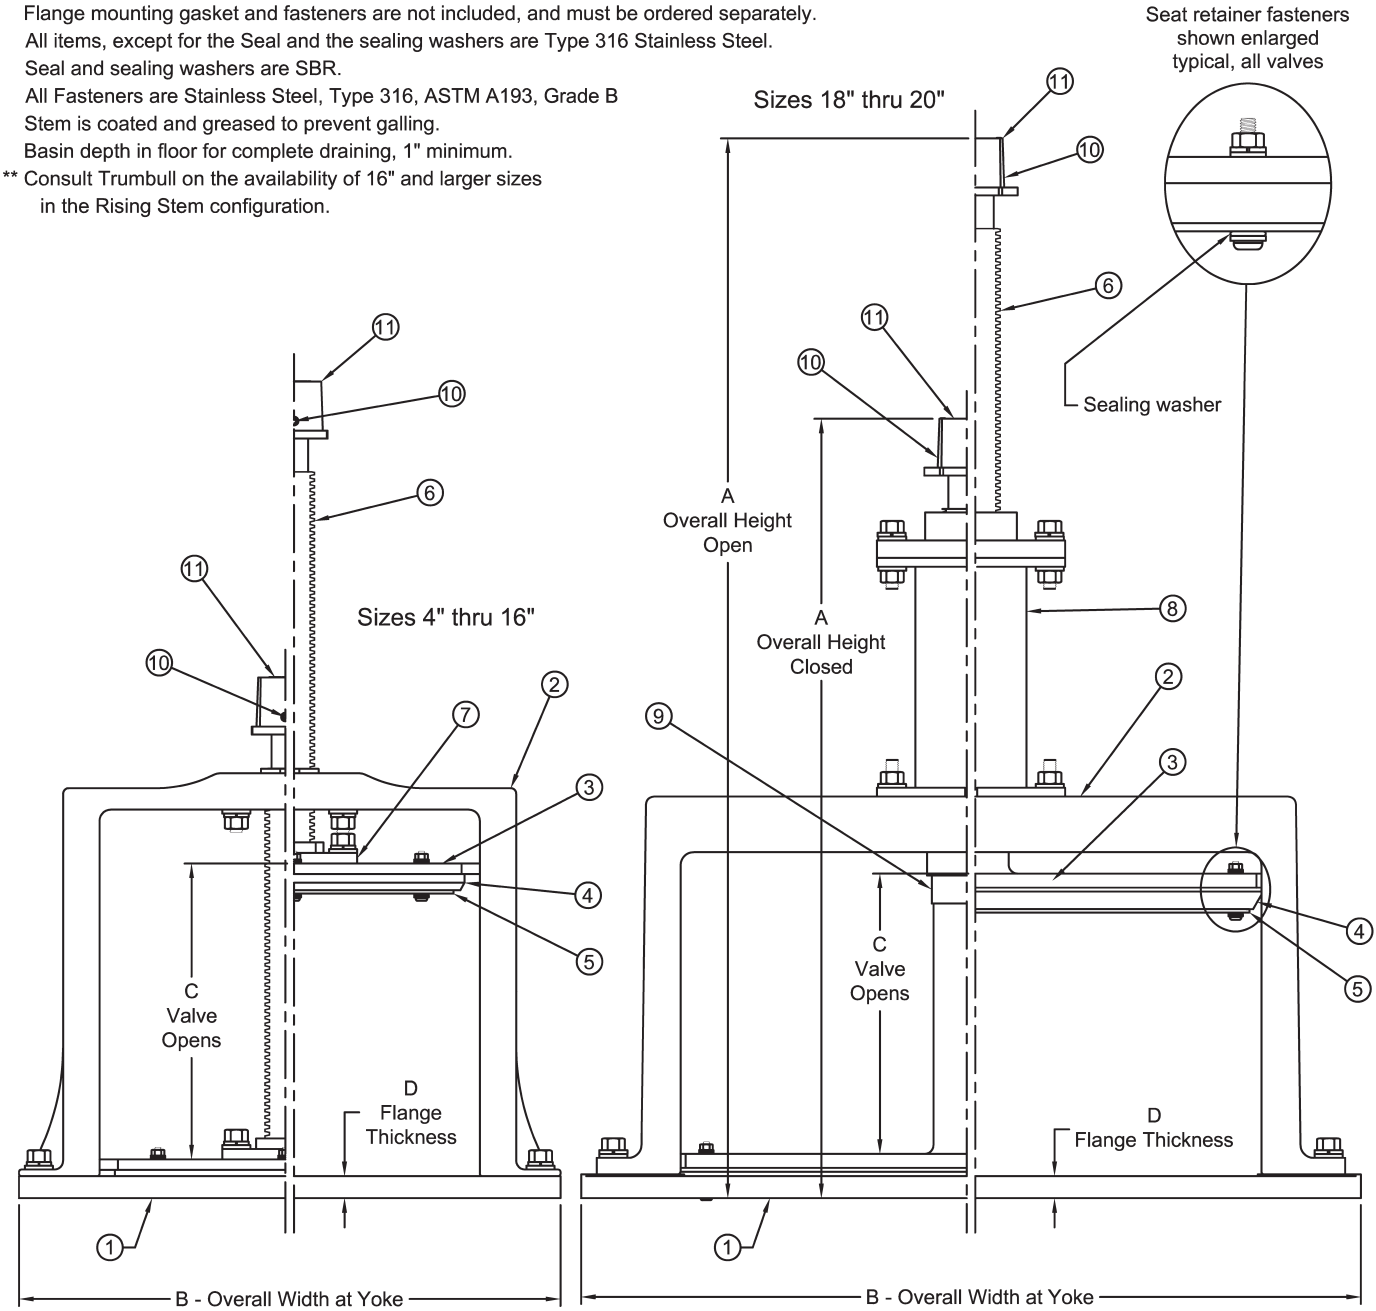 Flange mounting gasket and fasteners are not included, and must be ordered separately.
All items, except for the Seal and the sealing washers are Type 316 Stainless Steel.
Seal and sealing washers are SBR.
All Fasteners are Stainless Steel, Type 316, ASTM A193, Grade B
Stem is coated and greased to prevent galling.
Basin depth in floor for complete draining, 1" minimum.
** Consult Trumbull on the availability of 16" and larger sizes
in the Rising Stem configuration.
Seat retainer fasteners
shown enlarged
typical, all valves
Sizes 18" thru 20"
11
10
6
11
10
Sealing washer
A
Overall Height
Open
A
Overall Height
Closed
8
2
9
3
4
5
C
Valve
Opens
D
Flange Thickness
1
B - Overall Width at Yoke
11
10
6
11
Sizes 4" thru 16"
10
2
7
3
4
5
C
Valve
Opens
D
Flange
Thickness
1
B - Overall Width at Yoke